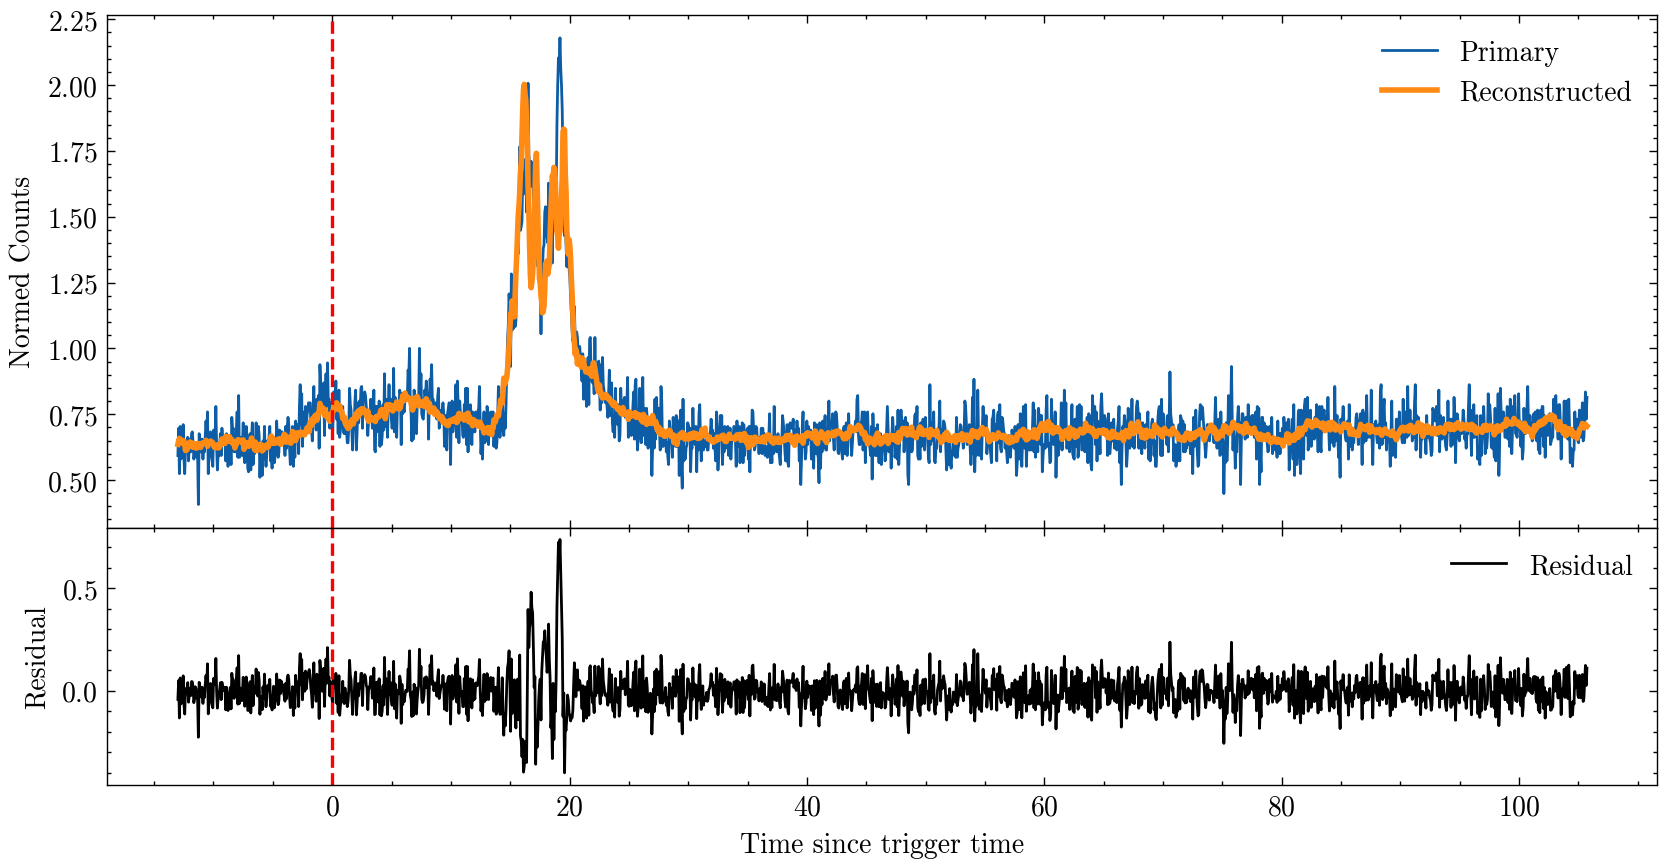 2.25
2.00
1.75
1.50
1.25
1.00
0.75
0.50
Normed Counts
Primary
Reconstructed
0.5
0.0
Residual
Residual
0 20 40 60 80 100
Time since trigger time